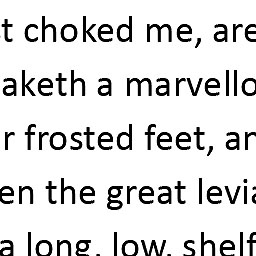 t choked me, are
aketh a marvello
r frosted feet, an
en the great levia
a long, low, shelf